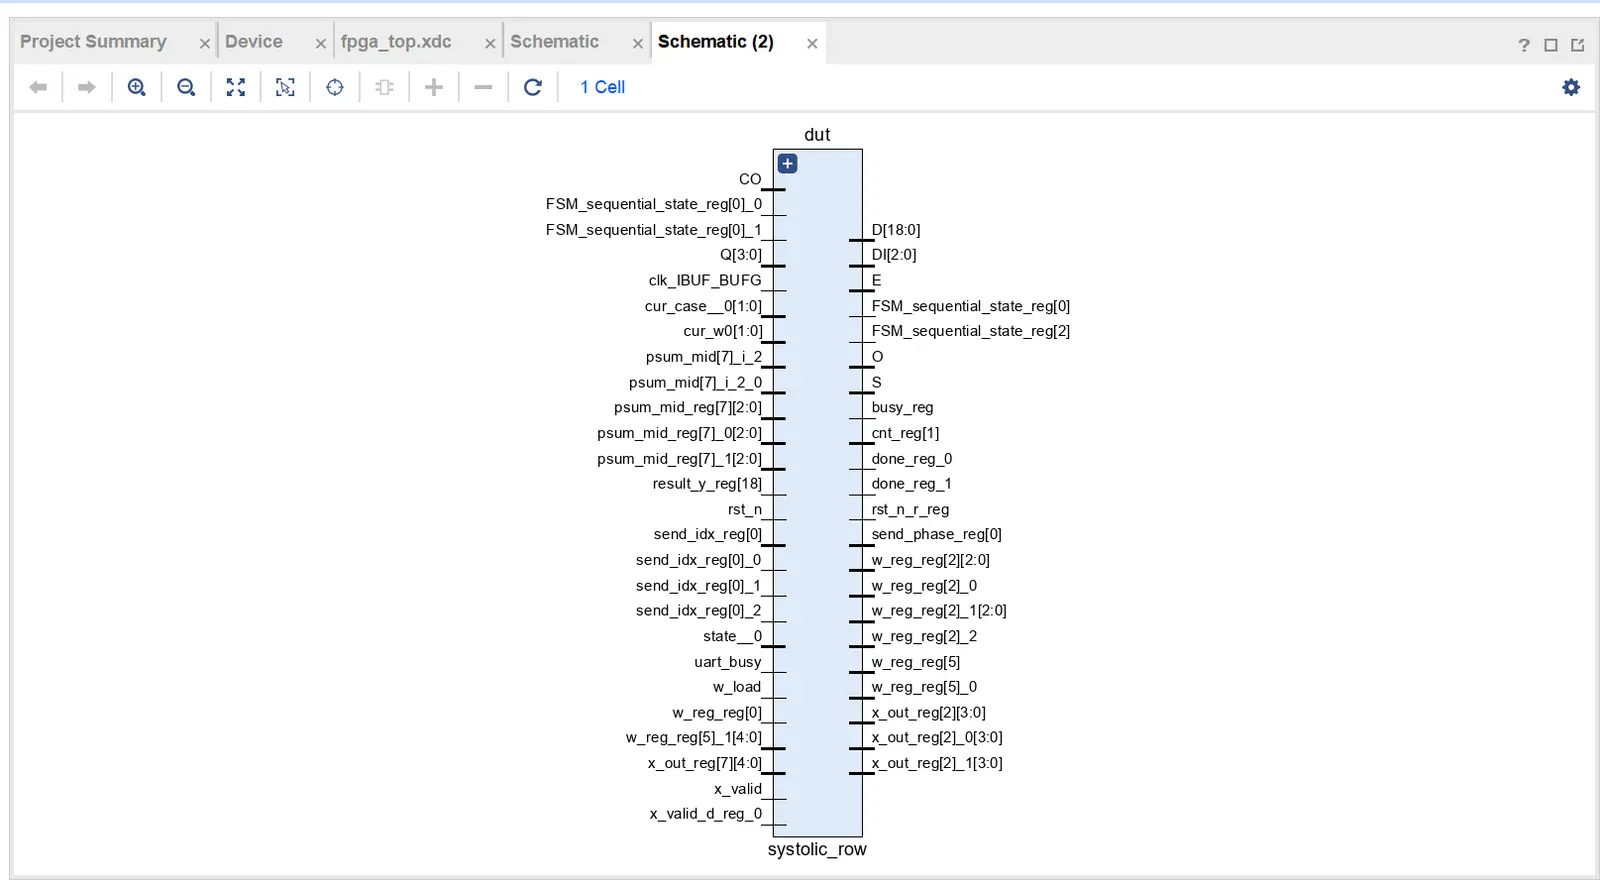 Project Summary
Device
fpga_top.xdc
Schematic
Schematic (2)
?
1 Cell
dut
CO
FSM_sequential_state_reg[0]_0
FSM_sequential_state_reg[0]_1
Q[3:0]
clk_IBUF_BUFG
cur_case__0[1:0]
cur_w0[1:0]
psum_mid[7]_i_2
psum_mid[7]_i_2_0
psum_mid_reg[7][2:0]
psum_mid_reg[7]_0[2:0]
psum_mid_reg[7]_1[2:0]
result_y_reg[18]
rst_n
send_idx_reg[0]
send_idx_reg[0]_0
send_idx_reg[0]_1
send_idx_reg[0]_2
state__0
uart_busy
w_load
w_reg_reg[0]
w_reg_reg[5]_1[4:0]
x_out_reg[7][4:0]
x_valid
x_valid_d_reg_0
D[18:0]
DI[2:0]
E
FSM_sequential_state_reg[0]
FSM_sequential_state_reg[2]
O
S
busy_reg
cnt_reg[1]
done_reg_0
done_reg_1
rst_n_r_reg
send_phase_reg[0]
w_reg_reg[2][2:0]
w_reg_reg[2]_0
w_reg_reg[2]_1[2:0]
w_reg_reg[2]_2
w_reg_reg[5]
w_reg_reg[5]_0
x_out_reg[2][3:0]
x_out_reg[2]_0[3:0]
x_out_reg[2]_1[3:0]
systolic_row